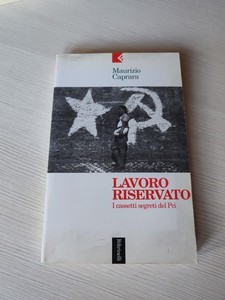 Maurizio
Caprara
LAVORO
RISERVATO
I cassetti segreti del Pci
Feltrinelli